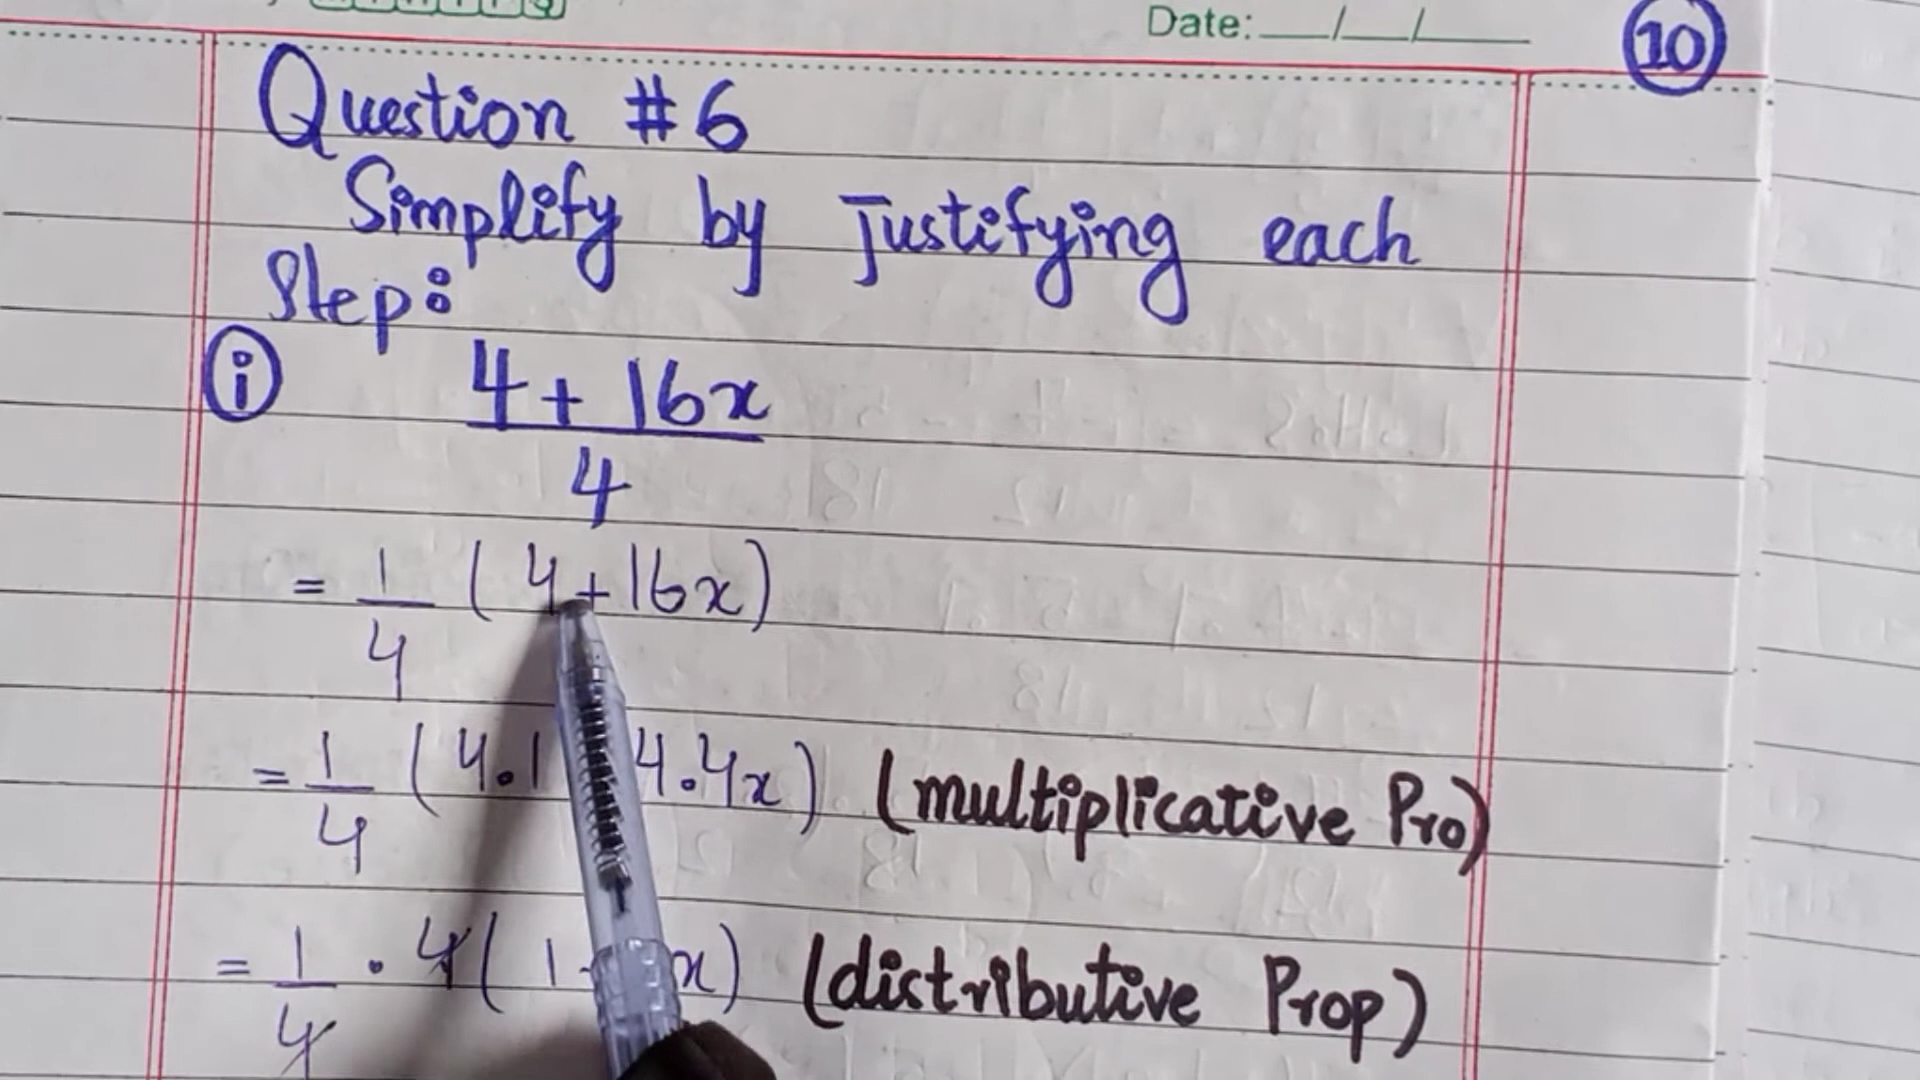 Date: __/__/____
10
Question #6
Simplify by Justifying each
Step:
i 4 + 16x
4
= 1/4 ( 4+16x)
= 1/4 ( 4.1 4.4x) (multiplicative Pro)
= 1/4 . 4( 1 x) (distributive Prop)